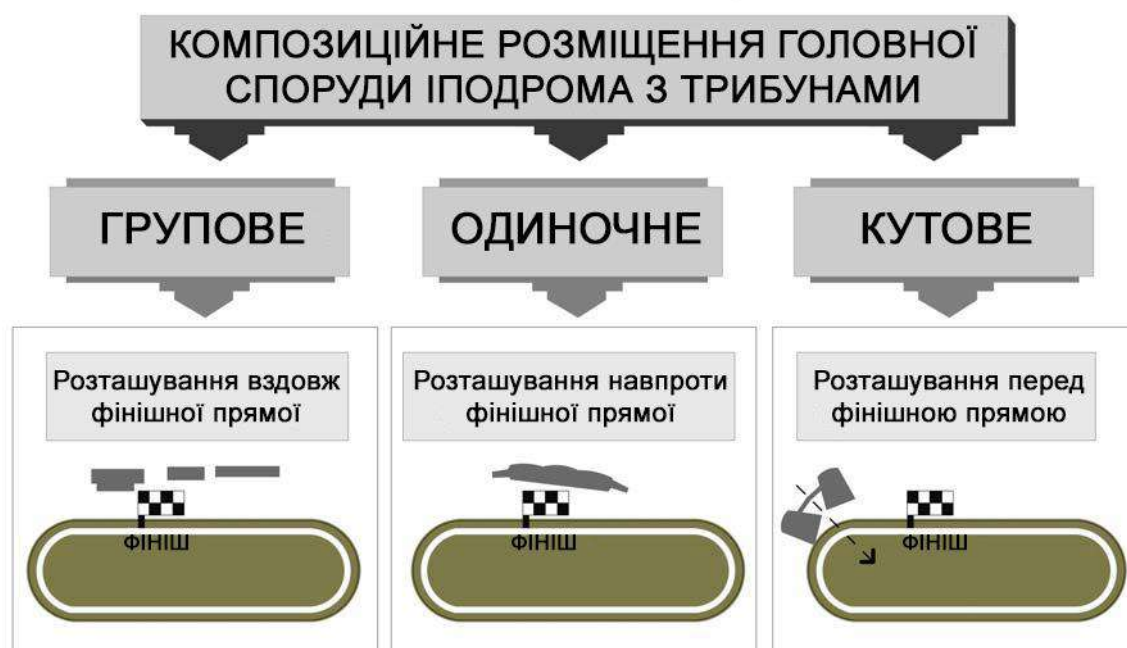 КОМПОЗИЦІЙНЕ РОЗМІЩЕННЯ ГОЛОВНОЇ
СПОРУДИ ІПОДРОМА З ТРИБУНАМИ
ГРУПОВЕ
ОДИНОЧНЕ
КУТОВЕ
Розташування вздовж
фінішної прямої
Розташування навпроти
фінішної прямої
Розташування перед
фінішною прямою
ФІНІШ
ФІНІШ
ФІНІШ